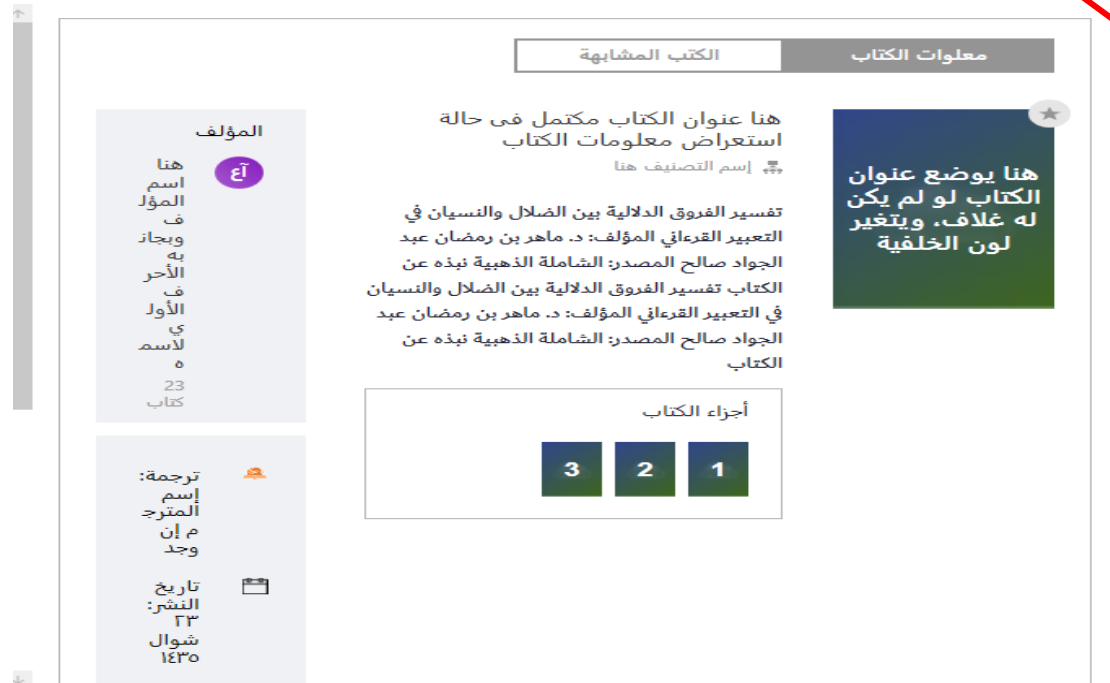 معلوات الكتاب
الكتب المشابهة
هنا يوضع عنوان
الكتاب لو لم يكن
له غلاف، ويتغير
لون الخلفية
هنا عنوان الكتاب مكتمل فى حالة
استعراض معلومات الكتاب
إسم التصنيف هنا
تفسير الفروق الدلالية بين الضلال والنسيان في
التعبير القرءاني المؤلف: د. ماهر بن رمضان عبد
الجواد صالح المصدر: الشاملة الذهبية نبذه عن
الكتاب تفسير الفروق الدلالية بين الضلال والنسيان
في التعبير القرءاني المؤلف: د. ماهر بن رمضان عبد
الجواد صالح المصدر: الشاملة الذهبية نبذه عن
الكتاب
أجزاء الكتاب
1 2 3
المؤلف
آع
هنا
اسم
المؤل
ف
وبجان
به
الأحر
ف
الأول
ي
لاسم
ه
23
كتاب
ترجمة:
إسم
المترج
م إن
وجد
تاريخ
النشر:
٢٣
شوال
١٤٣٥